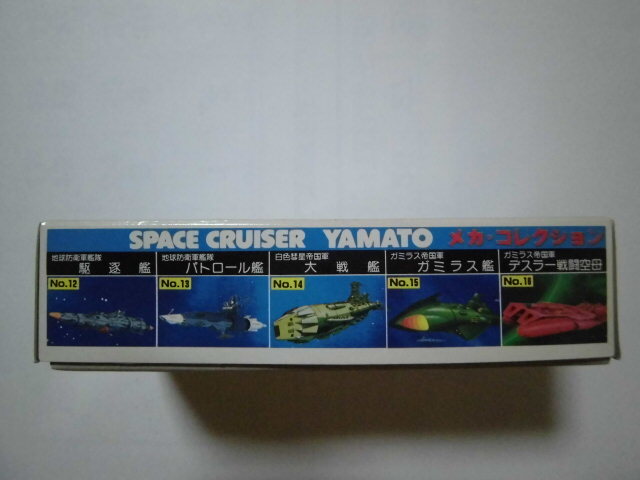 SPACE CRUISER YAMATO メカ・コレクション
地球防衛軍艦隊
駆逐艦
No.12
地球防衛軍艦隊
パトロール艦
No.13
白色彗星帝国軍
大戦艦
No.14
ガミラス帝国軍
ガミラス艦
No.15
ガミラス帝国軍
デスラー戦闘空母
No.16